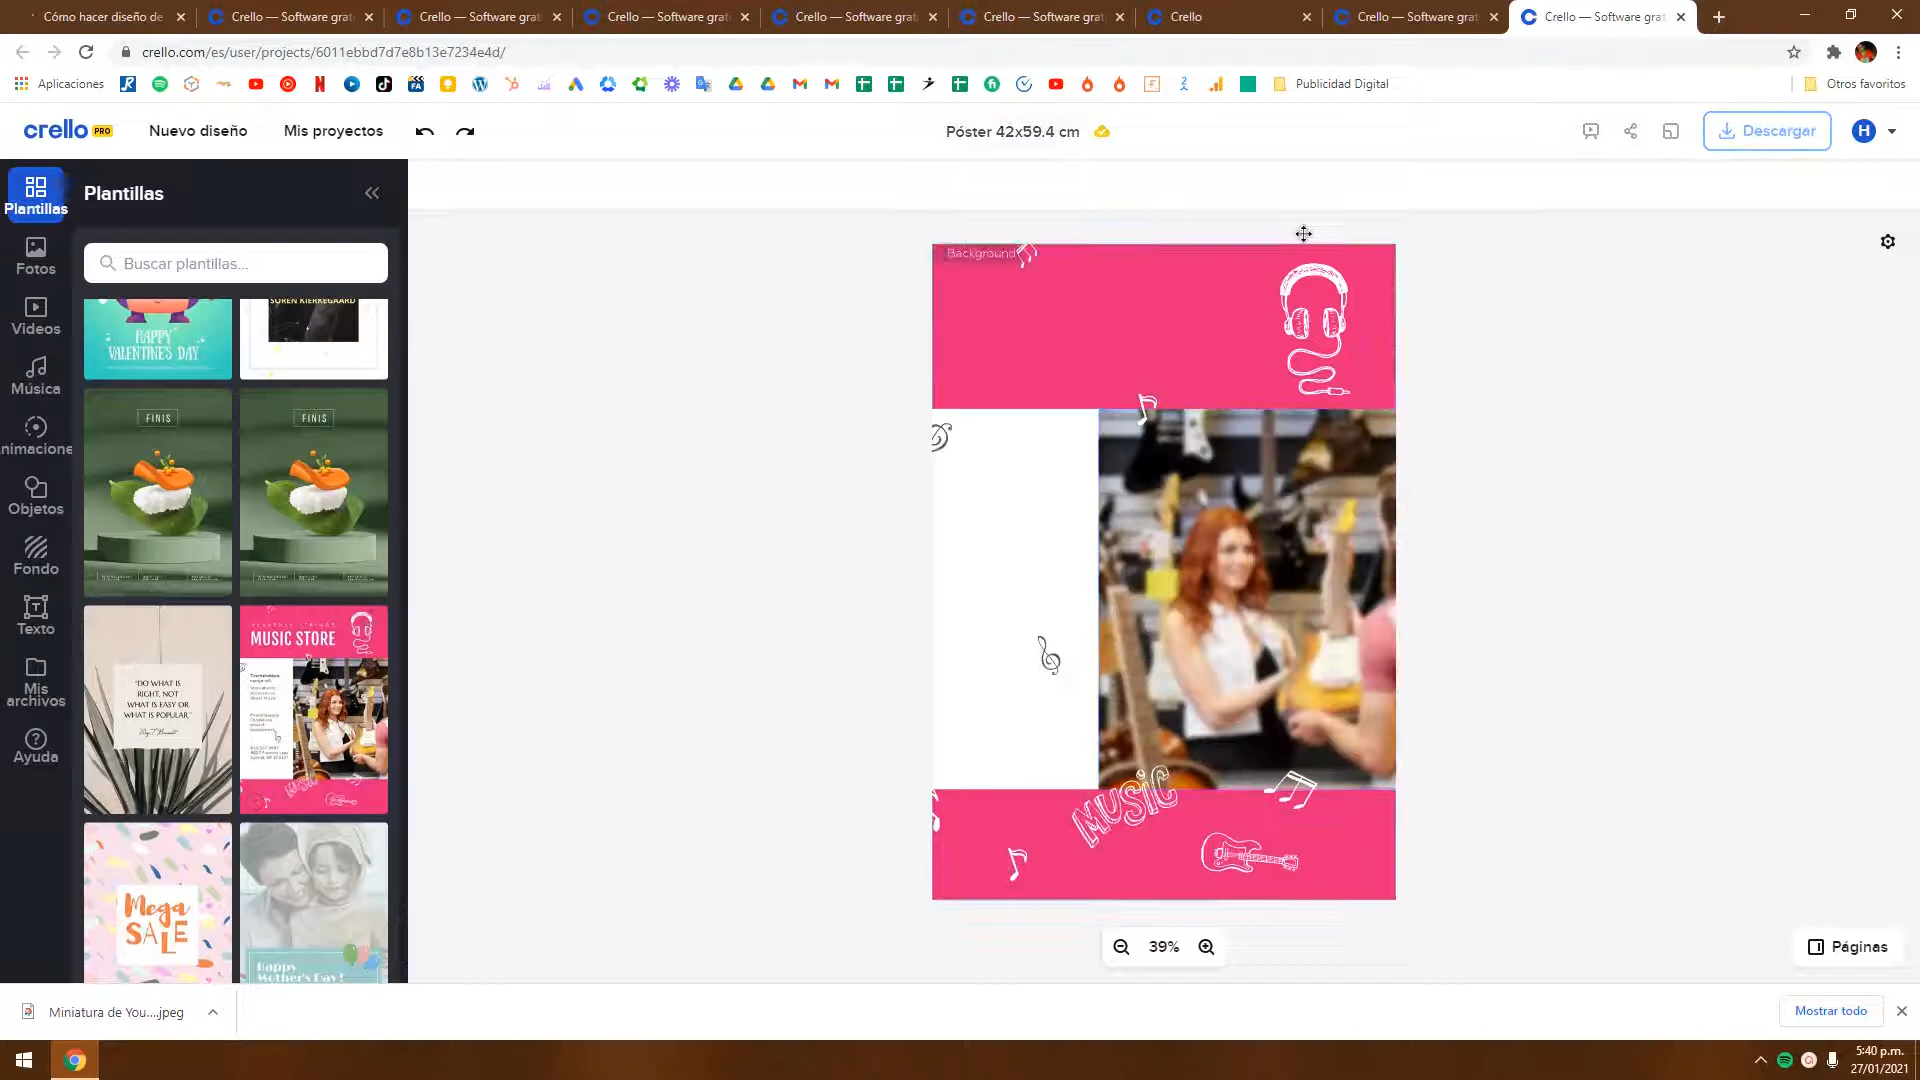 Cómo hacer diseño de
Crello — Software grat
Crello — Software grat
Crello — Software grat
Crello — Software grat
Crello — Software grat
Crello
Crello — Software grat
Crello — Software grat
crello.com/es/user/projects/6011ebbd7d7e8b13e7234e4d/
Aplicaciones
Publicidad Digital
Otros favoritos
crello PRO
Nuevo diseño
Mis proyectos
Póster 42x59.4 cm
Descargar
H
Plantillas
Fotos
Videos
Música
nimacione
Objetos
Fondo
Texto
Mis archivos
Ayuda
Plantillas
Buscar plantillas...
HAPPY
VALENTINE'S DAY
SÖREN KIERKEGAARD
FINIS
FINIS
"DO WHAT IS
RIGHT, NOT
WHAT IS EASY OR
WHAT IS POPULAR."
MUSIC STORE
MUSIC
Mega
SALE
Happy
Mother's Day!
Background
MUSIC
39%
Páginas
Miniatura de You....jpeg
Mostrar todo
5:40 p.m.
27/01/2021